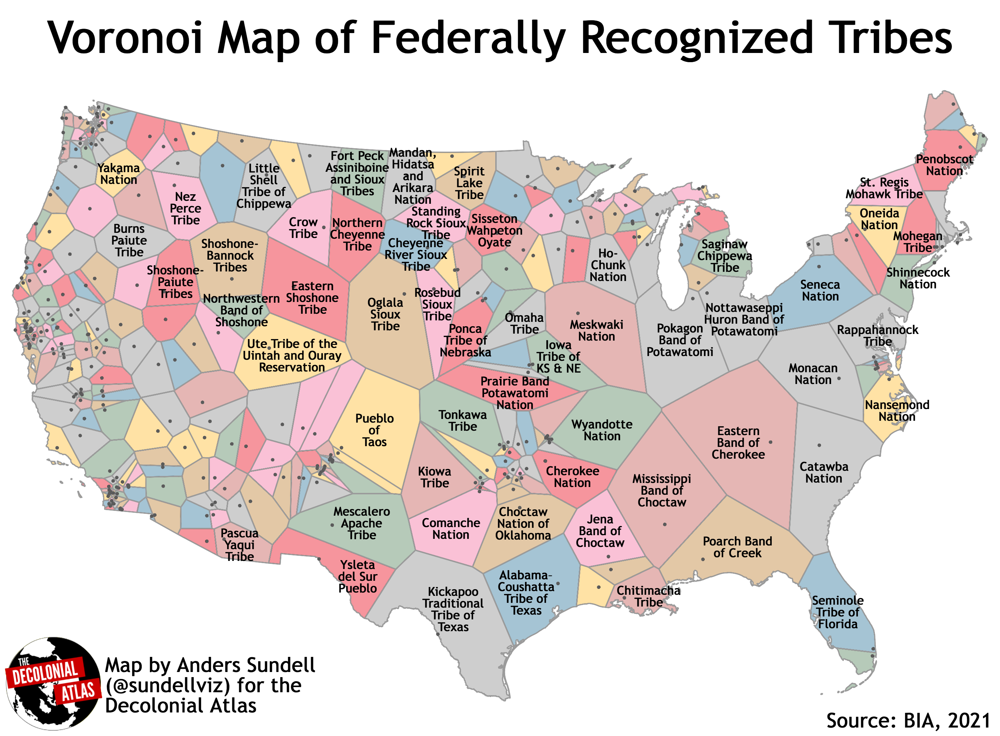 Voronoi Map of Federally Recognized Tribes
Yakama
Nation
Nez
Perce
Tribe
Little
Shell
Tribe of
Chippewa
Fort Peck
Assiniboine
and Sioux
Tribes
Mandan,
Hidatsa
and
Arikara
Nation
Spirit
Lake
Tribe
Standing
Rock Sioux
Tribe
Crow
Tribe
Northern
Cheyenne
Tribe
Cheyenne
River Sioux
Tribe
Sisseton
Wahpeton
Oyate
Burns
Paiute
Tribe
Shoshone-
Bannock
Tribes
Shoshone-
Paiute
Tribes
Northwestern
Band of
Shoshone
Eastern
Shoshone
Tribe
Oglala
Sioux
Tribe
Rosebud
Sioux
Tribe
Ponca
Tribe of
Nebraska
Omaha
Tribe
Iowa
Tribe of
KS & NE
Meskwaki
Nation
Ho-
Chunk
Nation
Saginaw
Chippewa
Tribe
Pokagon
Band of
Potawatomi
Nottawaseppi
Huron Band of
Potawatomi
Penobscot
Nation
St. Regis
Mohawk Tribe
Oneida
Nation
Mohegan
Tribe
Shinnecock
Nation
Seneca
Nation
Rappahannock
Tribe
Monacan
Nation
Nansemond
Nation
Ute Tribe of the
Uintah and Ouray
Reservation
Prairie Band
Potawatomi
Nation
Pueblo
of
Taos
Tonkawa
Tribe
Wyandotte
Nation
Eastern
Band of
Cherokee
Catawba
Nation
Kiowa
Tribe
Cherokee
Nation
Mississippi
Band of
Choctaw
Mescalero
Apache
Tribe
Comanche
Nation
Choctaw
Nation of
Oklahoma
Jena
Band of
Choctaw
Poarch Band
of Creek
Pascua
Yaqui
Tribe
Ysleta
del Sur
Pueblo
Kickapoo
Traditional
Tribe of
Texas
Alabama-
Coushatta
Tribe of
Texas
Chitimacha
Tribe
Seminole
Tribe of
Florida
THE
DECOLONIAL
ATLAS
Map by Anders Sundell
(@sundellviz) for the
Decolonial Atlas
Source: BIA, 2021